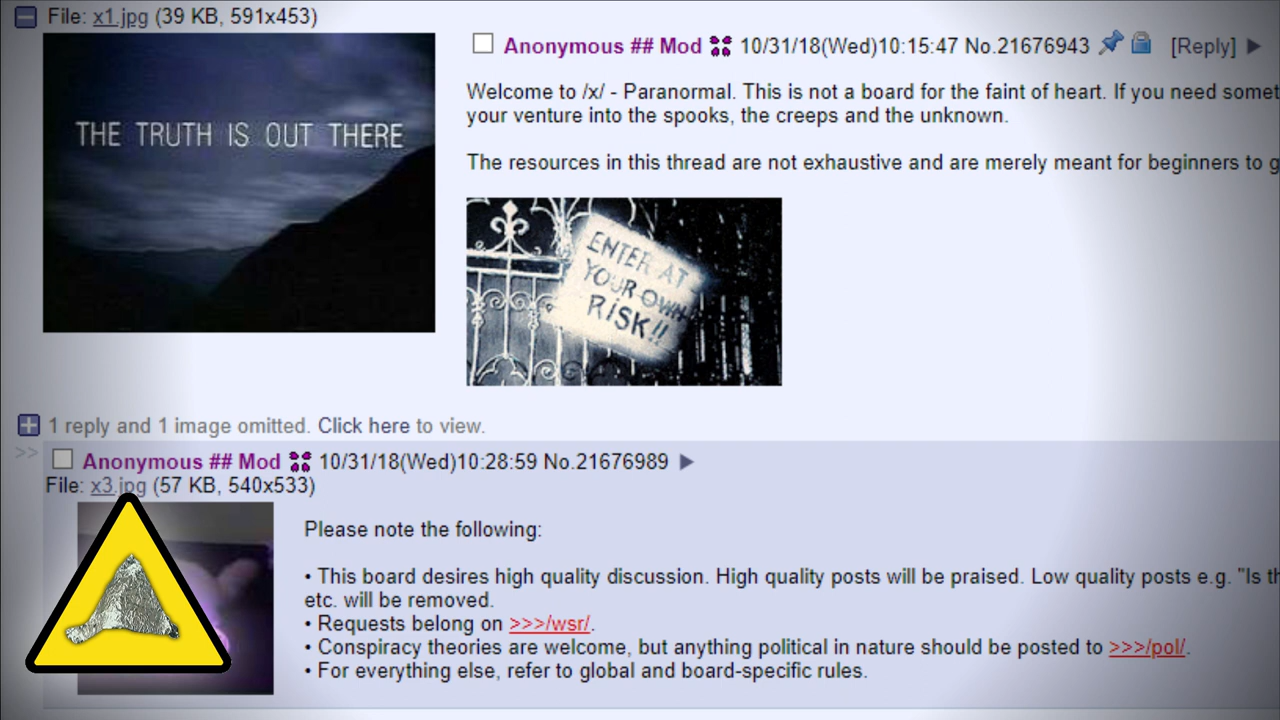 File: x1.jpg (39 KB, 591x453)
THE TRUTH IS OUT THERE
Anonymous ## Mod 10/31/18(Wed)10:15:47 No.21676943 [Reply] ▶
Welcome to /x/ - Paranormal. This is not a board for the faint of heart. If you need somet
your venture into the spooks, the creeps and the unknown.
The resources in this thread are not exhaustive and are merely meant for beginners to g
ENTER AT
YOUR OWN
RISK!!
1 reply and 1 image omitted. Click here to view.
>> Anonymous ## Mod 10/31/18(Wed)10:28:59 No.21676989 ▶
File: x3.jpg (57 KB, 540x533)
Please note the following:
• This board desires high quality discussion. High quality posts will be praised. Low quality posts e.g. "Is th
etc. will be removed.
• Requests belong on >>>/wsr/.
• Conspiracy theories are welcome, but anything political in nature should be posted to >>>/pol/.
• For everything else, refer to global and board-specific rules.